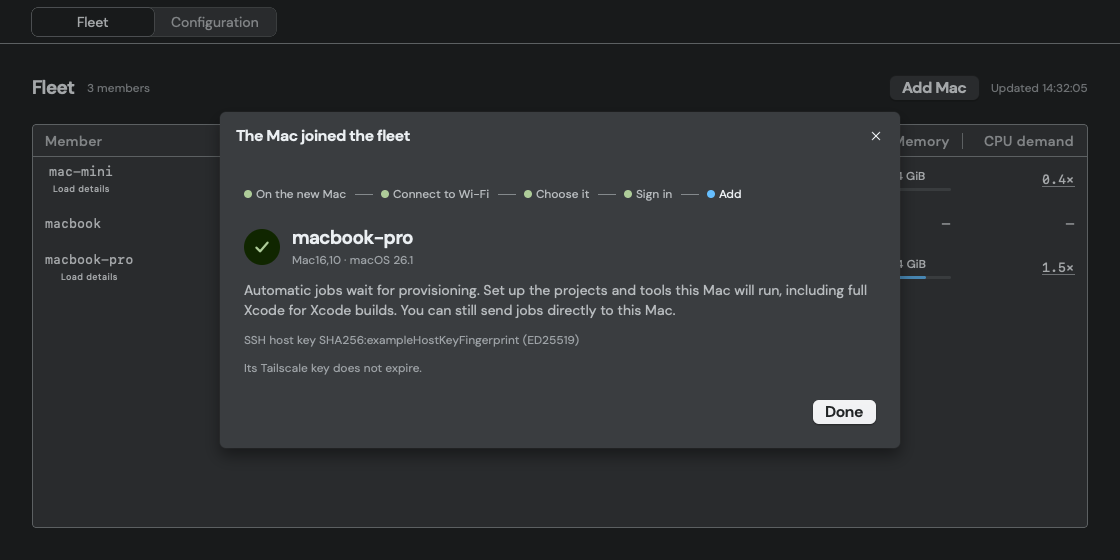 Fleet
Configuration
Fleet
3 members
Add Mac
Updated 14:32:05
Member
Memory
CPU demand
mac-mini
Load details
GiB
0.4×
macbook
—
—
macbook-pro
Load details
GiB
1.5×
The Mac joined the fleet
On the new Mac
Connect to Wi-Fi
Choose it
Sign in
Add
macbook-pro
Mac16,10 · macOS 26.1
Automatic jobs wait for provisioning. Set up the projects and tools this Mac will run, including full
Xcode for Xcode builds. You can still send jobs directly to this Mac.
SSH host key SHA256:exampleHostKeyFingerprint (ED25519)
Its Tailscale key does not expire.
Done